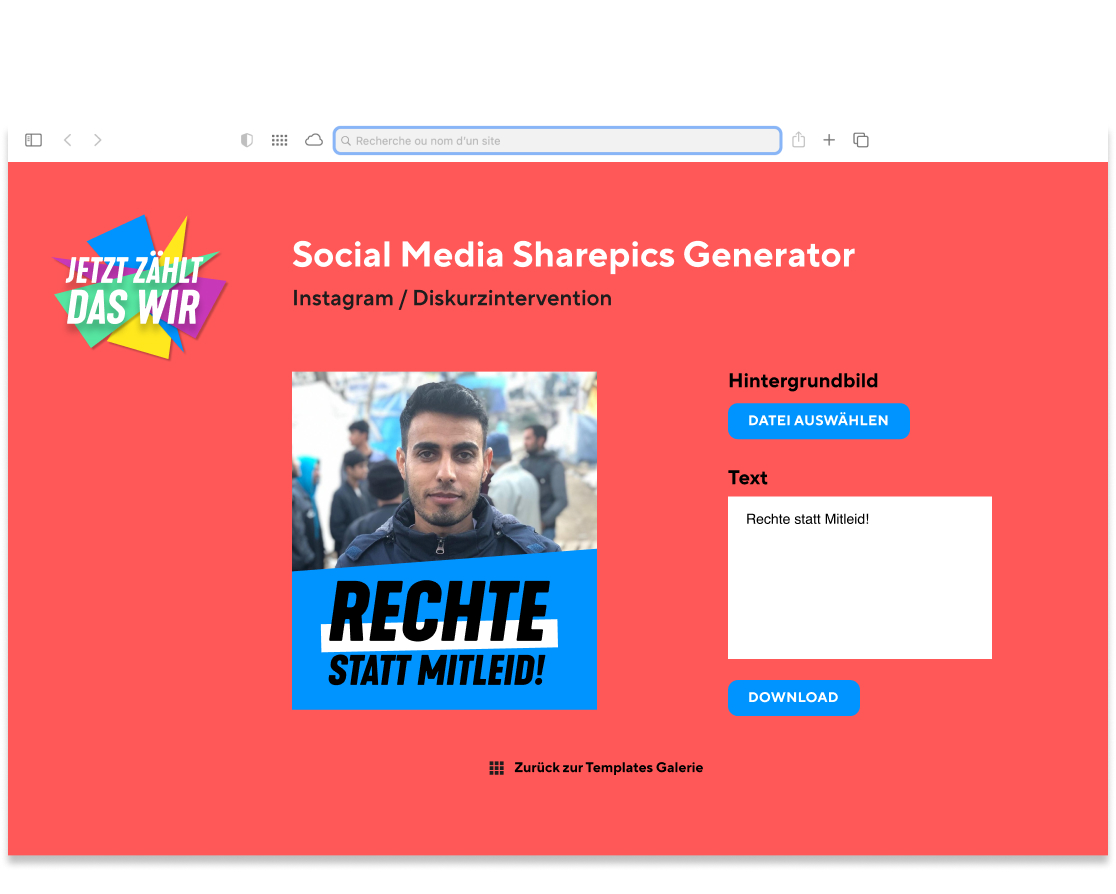 Recherche ou nom d'un site
JETZT ZÄHLT
DAS WIR
Social Media Sharepics Generator
Instagram / Diskurzintervention
RECHTE
STATT MITLEID!
Hintergrundbild
DATEI AUSWÄHLEN
Text
Rechte statt Mitleid!
DOWNLOAD
Zurück zur Templates Galerie